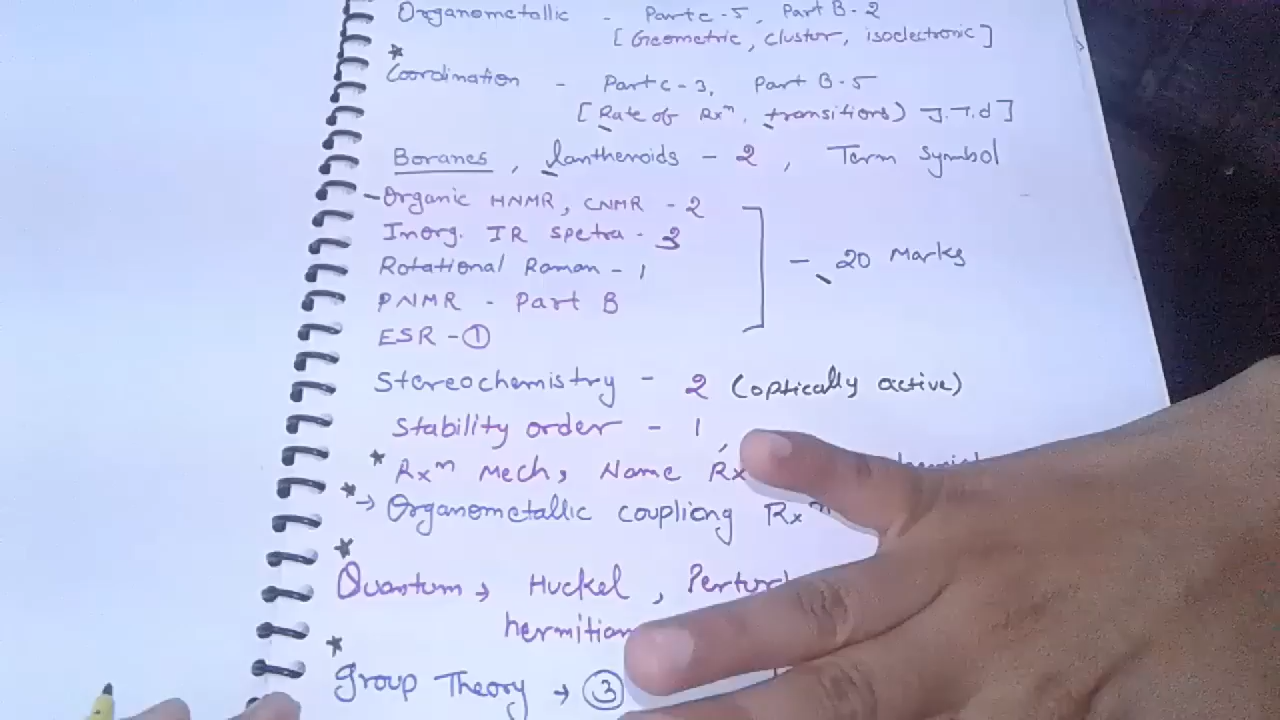 Organometallic - Part c - 5, Part B - 2
[Geometric, cluster, isoelectronic]
* Coordination - Part c - 3, Part B - 5
[Rate of Rxⁿ, transitions) J.T.d]
Boranes, Lanthenoids - 2, Term symbol
- Organic HNMR, CNMR - 2
Inorg. IR spetra - 3
Rotational Raman - 1
- 20 Marks
PNMR - Part B
ESR - ①
Stereochemistry - 2 (optically active)
Stability order - 1,
* Rxⁿ Mech, Name Rx
* → Organometallic coupliong Rxⁿ
* Quantum → Huckel,
hermition
* Group Theory → ③